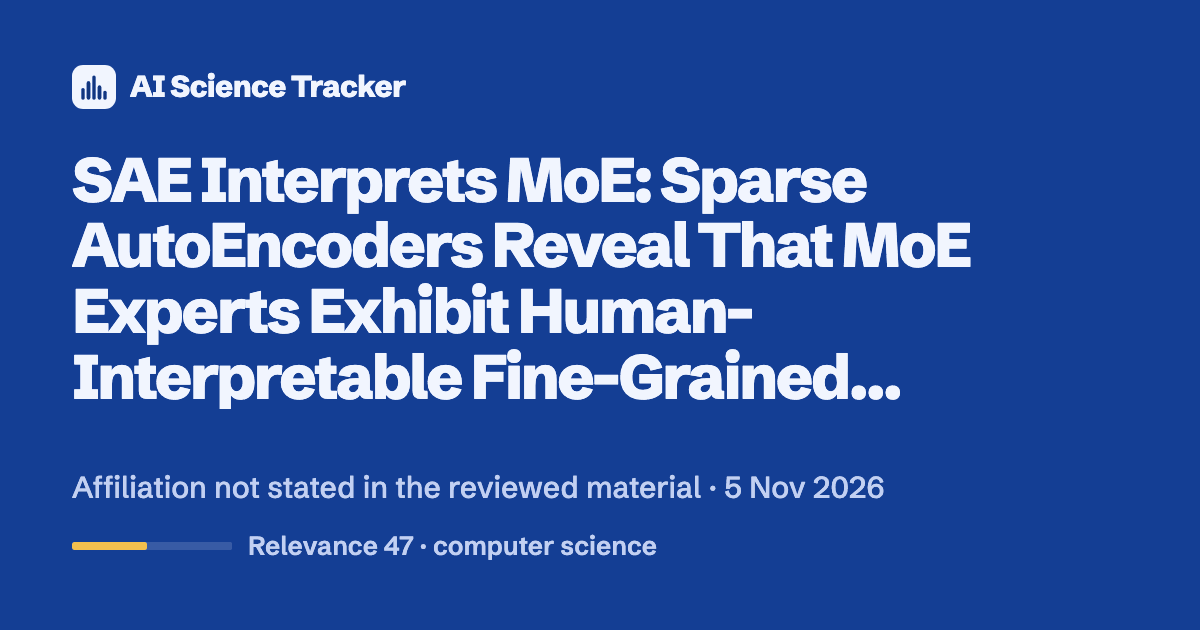 AI Science Tracker
SAE Interprets MoE: Sparse
AutoEncoders Reveal That MoE
Experts Exhibit Human-
Interpretable Fine-Grained...
Affiliation not stated in the reviewed material · 5 Nov 2026
Relevance 47 · computer science